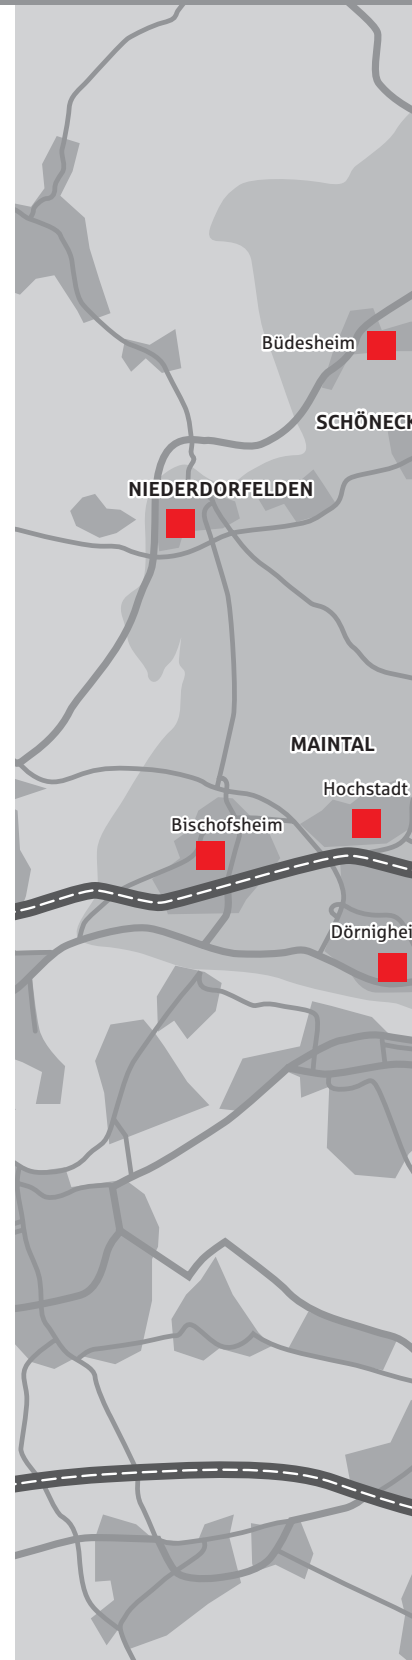 Büdesheim
SCHÖNECK
NIEDERDORFELDEN
MAINTAL
Hochstadt
Bischofsheim
Dörnighei